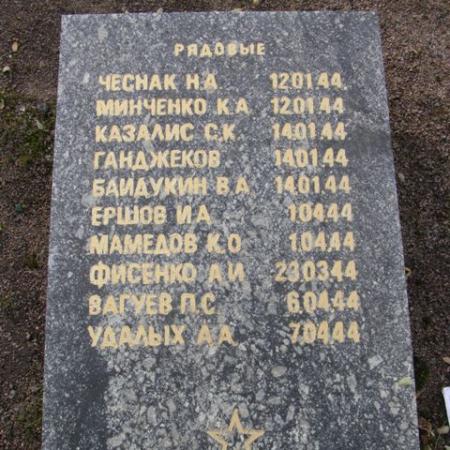 РЯДОВЫЕ
ЧЕСНАК Н.А. 12.01.44.
МИНЧЕНКО К.А. 12.01.44.
КАЗАЛИС С.К. 14.01.44
ГАНДЖЕКОВ 14.01.44
БАЙДУКИН В.А. 14.01.44
ЕРШОВ И.А. 1.04.44
МАМЕДОВ К.О. 1.04.44
ФИСЕНКО А.И. 23.03.44
ВАГУЕВ П.С. 6.04.44
УДАЛЫХ А.А. 7.04.44